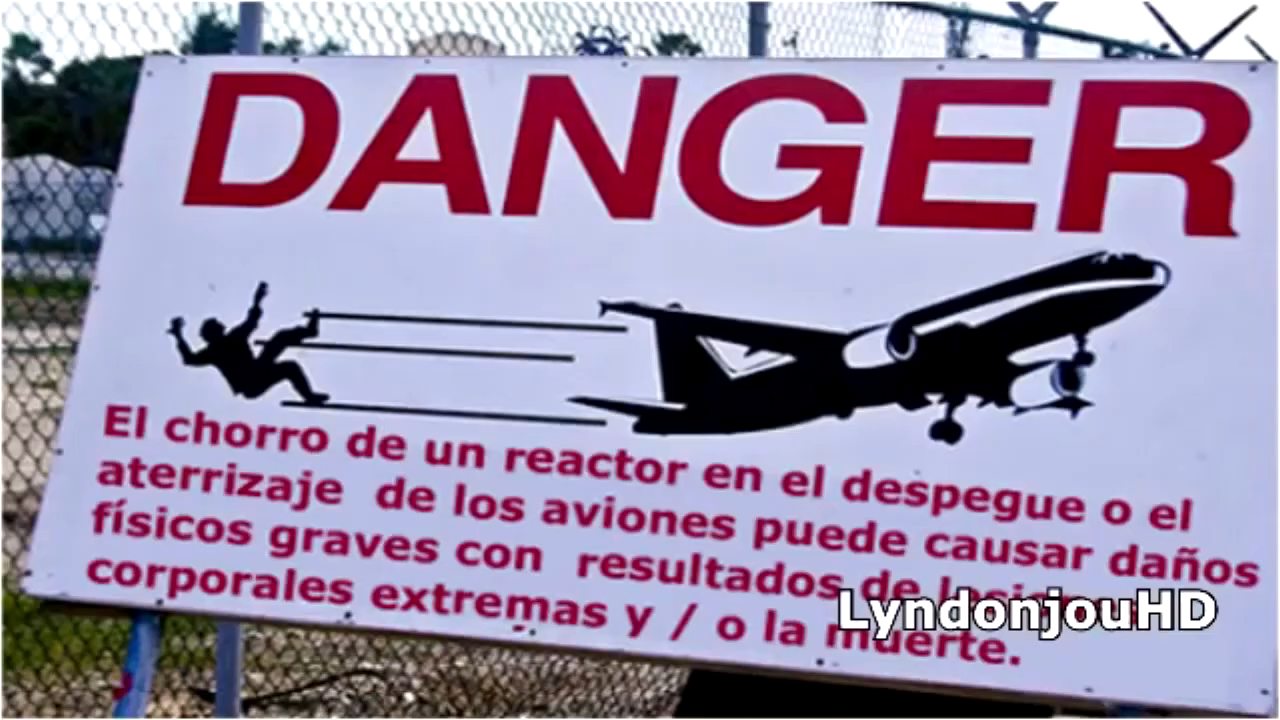 DANGER
El chorro de un reactor en el despegue o el
aterrizaje de los aviones puede causar daños
físicos graves con resultados de
corporales extremas y / o la muerte.
LyndonjouHD